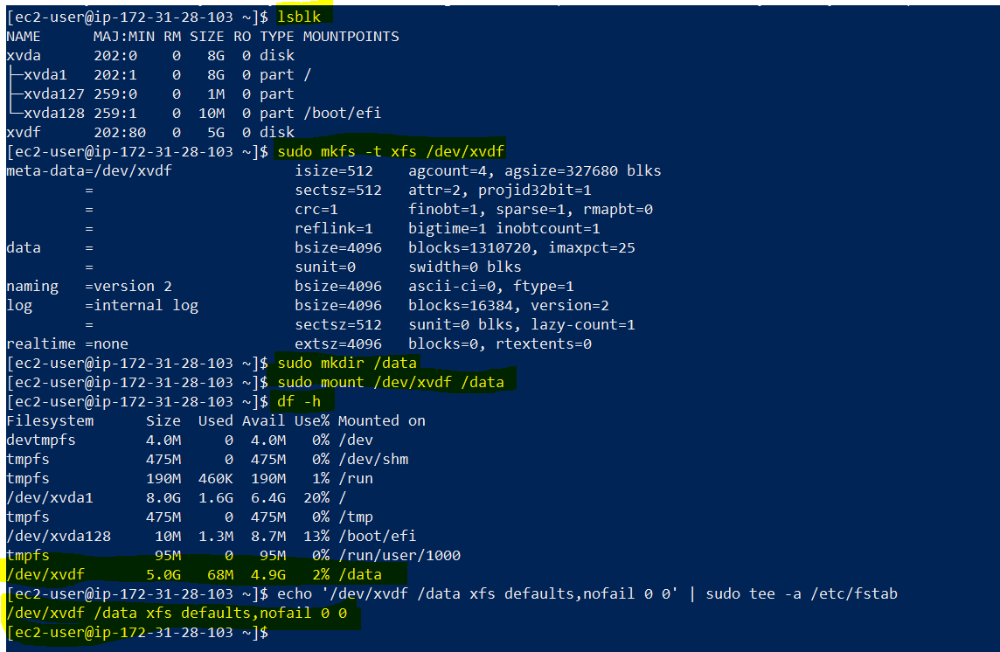 [ec2-user@ip-172-31-28-103 ~]$ lsblk
NAME      MAJ:MIN RM SIZE RO TYPE MOUNTPOINTS
xvda      202:0    0   8G  0 disk
├─xvda1   202:1    0   8G  0 part /
├─xvda127 259:0    0   1M  0 part
└─xvda128 259:1    0  10M  0 part /boot/efi
xvdf      202:80   0   5G  0 disk
[ec2-user@ip-172-31-28-103 ~]$ sudo mkfs -t xfs /dev/xvdf
meta-data=/dev/xvdf              isize=512    agcount=4, agsize=327680 blks
         =                       sectsz=512   attr=2, projid32bit=1
         =                       crc=1        finobt=1, sparse=1, rmapbt=0
         =                       reflink=1    bigtime=1 inobtcount=1
data     =                       bsize=4096   blocks=1310720, imaxpct=25
         =                       sunit=0      swidth=0 blks
naming   =version 2              bsize=4096   ascii-ci=0, ftype=1
log      =internal log           bsize=4096   blocks=16384, version=2
         =                       sectsz=512   sunit=0 blks, lazy-count=1
realtime =none                   extsz=4096   blocks=0, rtextents=0
[ec2-user@ip-172-31-28-103 ~]$ sudo mkdir /data
[ec2-user@ip-172-31-28-103 ~]$ sudo mount /dev/xvdf /data
[ec2-user@ip-172-31-28-103 ~]$ df -h
Filesystem      Size  Used Avail Use% Mounted on
devtmpfs        4.0M     0  4.0M   0% /dev
tmpfs           475M     0  475M   0% /dev/shm
tmpfs           190M  460K  190M   1% /run
/dev/xvda1      8.0G  1.6G  6.4G  20% /
tmpfs           475M     0  475M   0% /tmp
/dev/xvda128     10M  1.3M  8.7M  13% /boot/efi
tmpfs            95M     0   95M   0% /run/user/1000
/dev/xvdf       5.0G   68M  4.9G   2% /data
[ec2-user@ip-172-31-28-103 ~]$ echo '/dev/xvdf /data xfs defaults,nofail 0 0' | sudo tee -a /etc/fstab
/dev/xvdf /data xfs defaults,nofail 0 0
[ec2-user@ip-172-31-28-103 ~]$